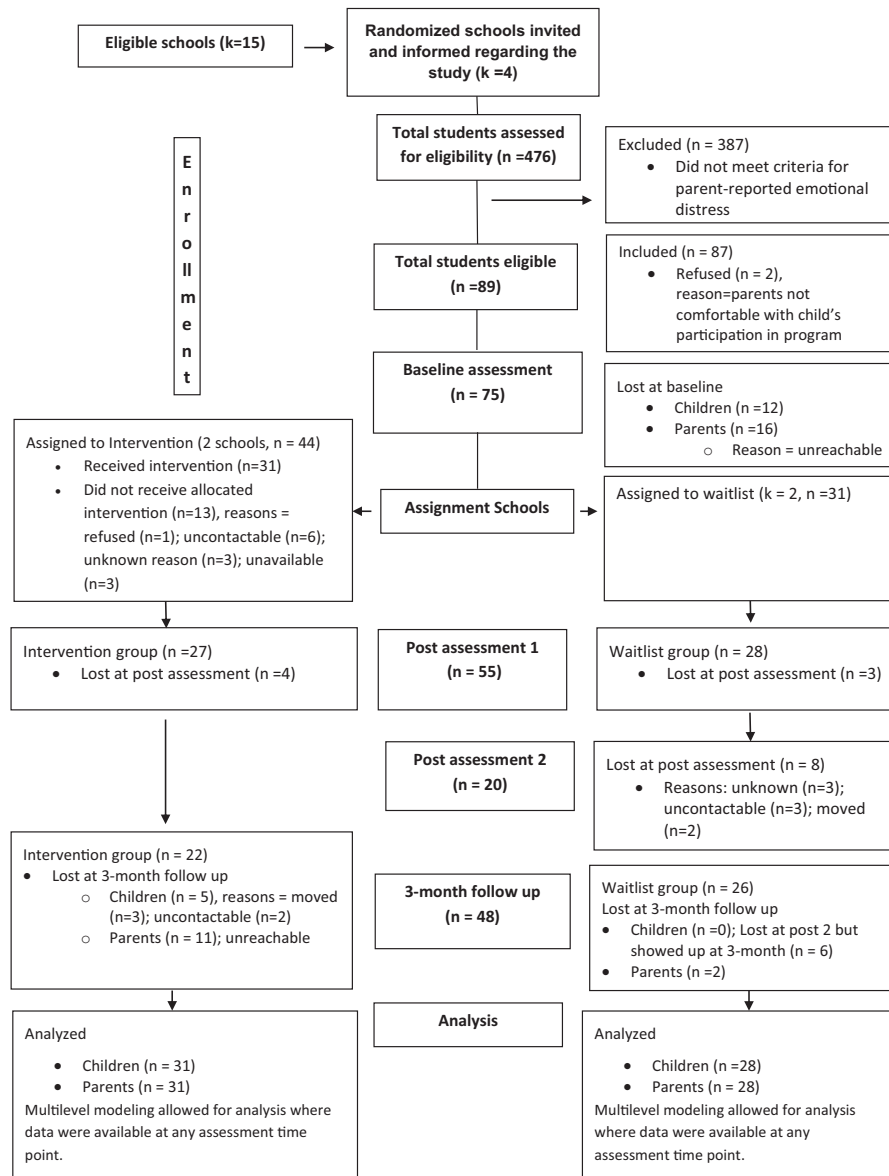 Eligible schools (k=15)
Randomized schools invited
and informed regarding the
study (k =4)
Total students assessed
for eligibility (n =476)
Excluded (n = 387)
• Did not meet criteria for
parent-reported emotional
distress
Enrollment
Total students eligible
(n =89)
Included (n = 87)
• Refused (n = 2),
reason=parents not
comfortable with child’s
participation in program
Baseline assessment
(n = 75)
Lost at baseline
• Children (n =12)
• Parents (n =16)
o Reason = unreachable
Assigned to Intervention (2 schools, n = 44)
• Received intervention (n=31)
• Did not receive allocated
intervention (n=13), reasons =
refused (n=1); uncontactable (n=6);
unknown reason (n=3); unavailable
(n=3)
Assignment Schools
Assigned to waitlist (k = 2, n =31)
Intervention group (n =27)
• Lost at post assessment (n =4)
Post assessment 1
(n = 55)
Waitlist group (n = 28)
• Lost at post assessment (n =3)
Post assessment 2
(n = 20)
Lost at post assessment (n = 8)
• Reasons: unknown (n=3);
uncontactable (n=3); moved
(n=2)
Intervention group (n = 22)
• Lost at 3-month follow up
o Children (n = 5), reasons = moved
(n=3); uncontactable (n=2)
o Parents (n = 11); unreachable
3-month follow up
(n = 48)
Waitlist group (n = 26)
Lost at 3-month follow up
• Children (n =0); Lost at post 2 but
showed up at 3-month (n = 6)
• Parents (n =2)
Analysis
Analyzed
• Children (n = 31)
• Parents (n = 31)
Multilevel modeling allowed for analysis where
data were available at any assessment time
point.
Analyzed
• Children (n =28)
• Parents (n = 28)
Multilevel modeling allowed for analysis
where data were available at any
assessment time point.